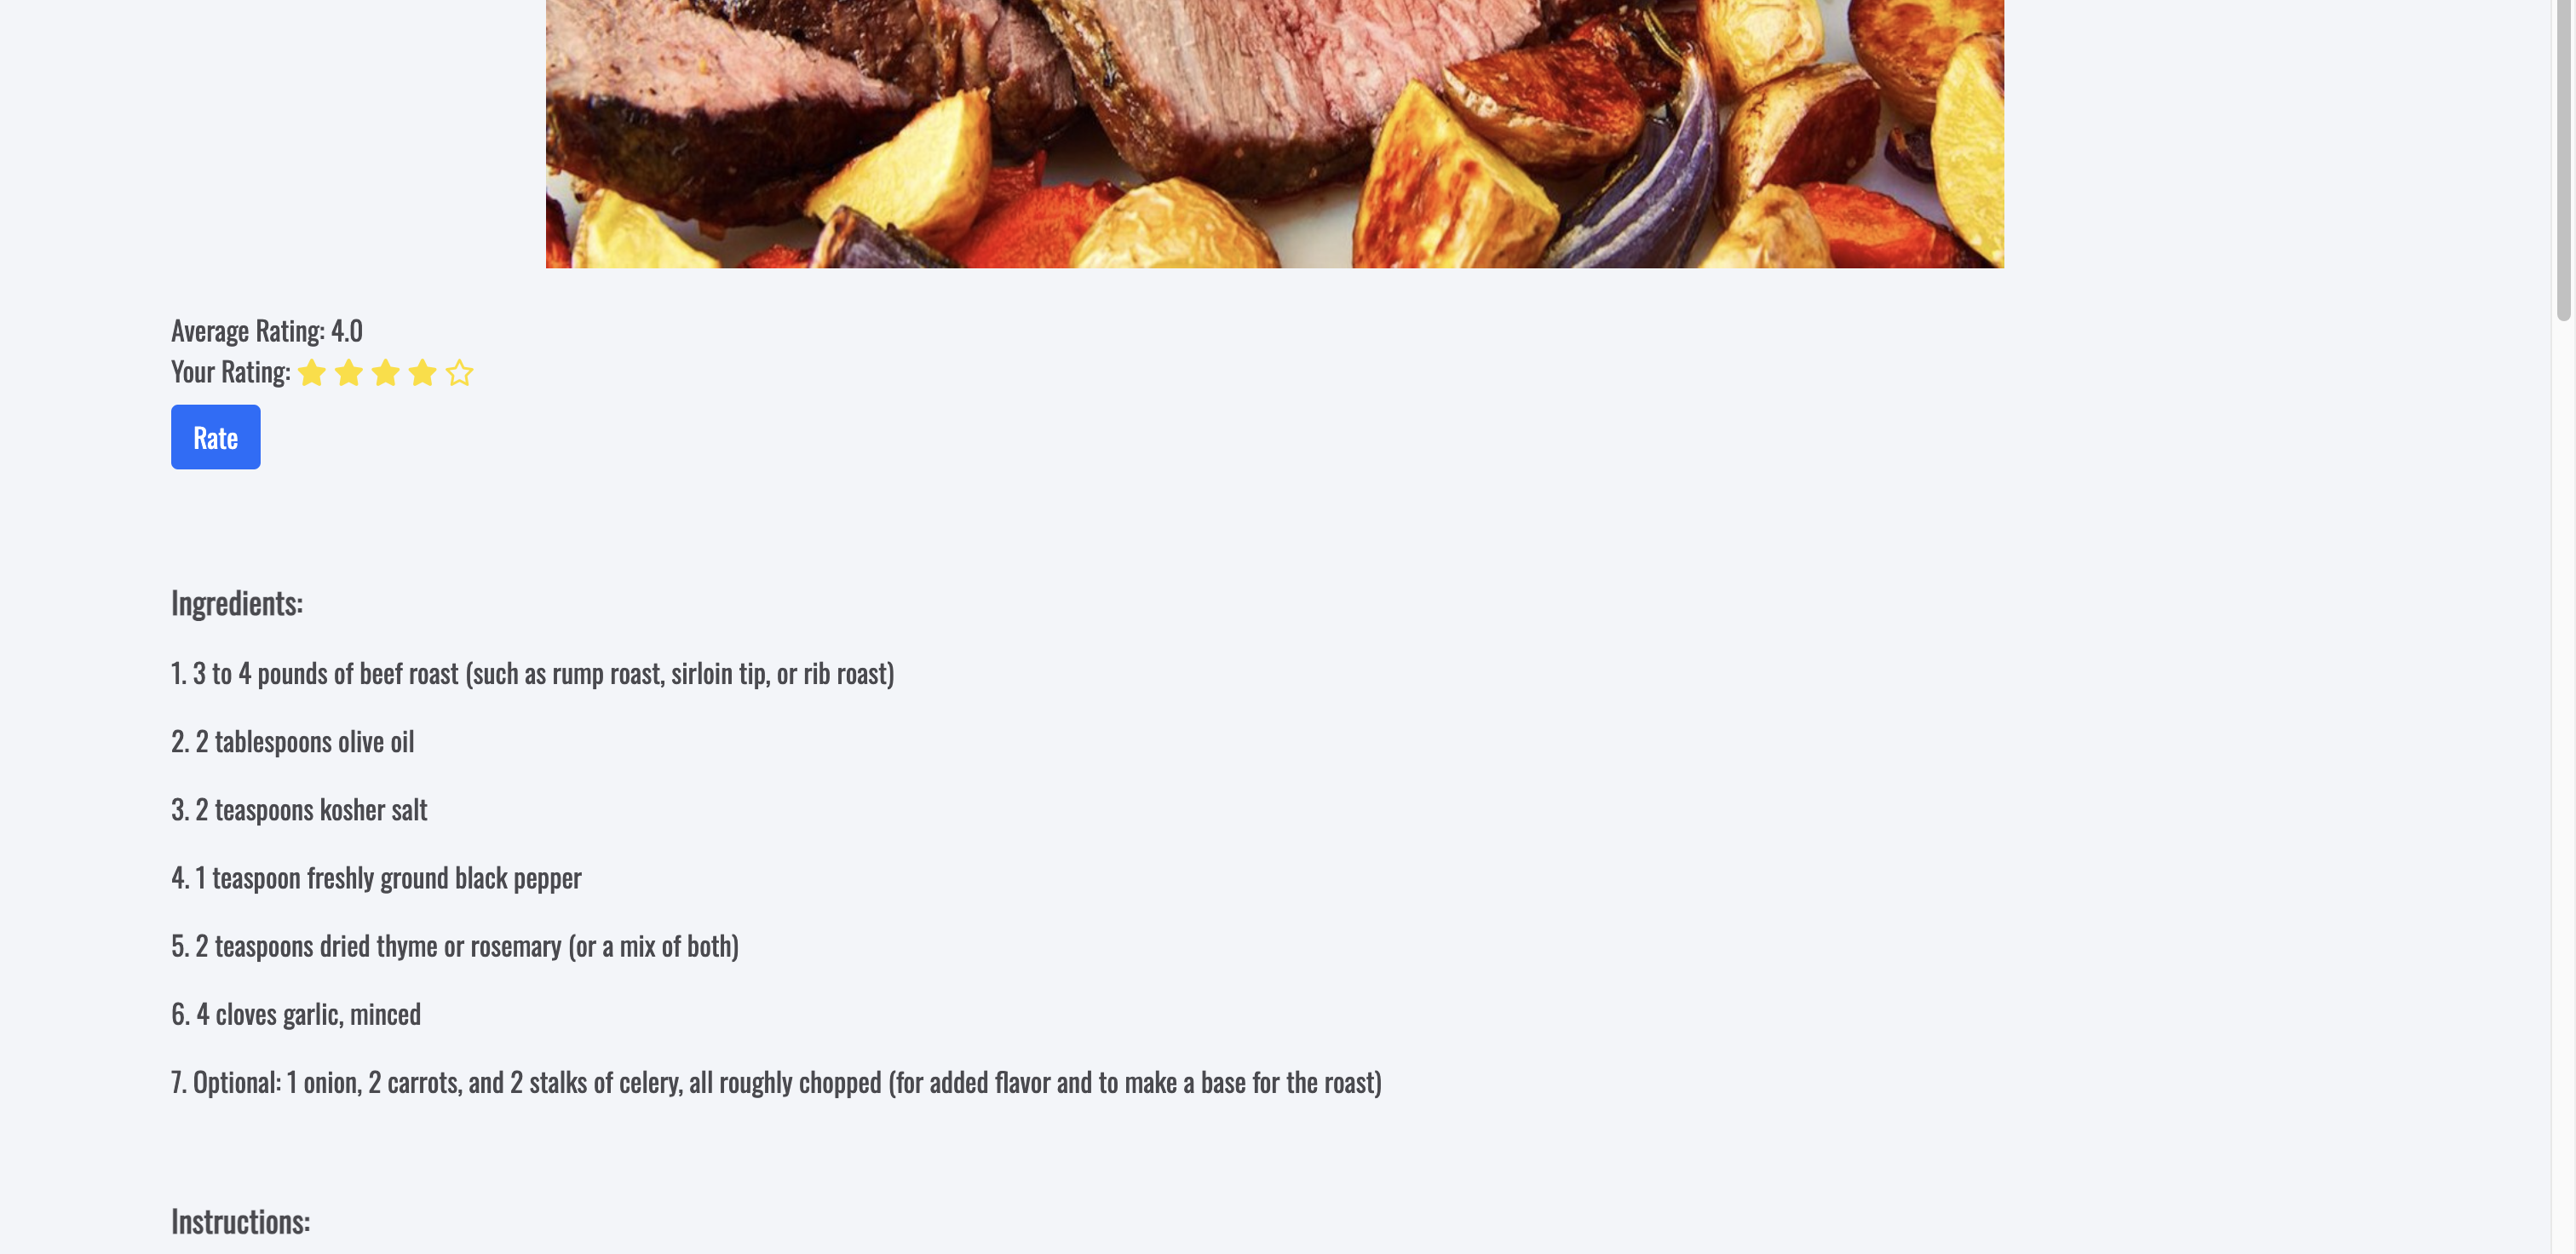 Average Rating: 4.0
Your Rating:
Rate
Ingredients:
1. 3 to 4 pounds of beef roast (such as rump roast, sirloin tip, or rib roast)
2. 2 tablespoons olive oil
3. 2 teaspoons kosher salt
4. 1 teaspoon freshly ground black pepper
5. 2 teaspoons dried thyme or rosemary (or a mix of both)
6. 4 cloves garlic, minced
7. Optional: 1 onion, 2 carrots, and 2 stalks of celery, all roughly chopped (for added flavor and to make a base for the roast)
Instructions: